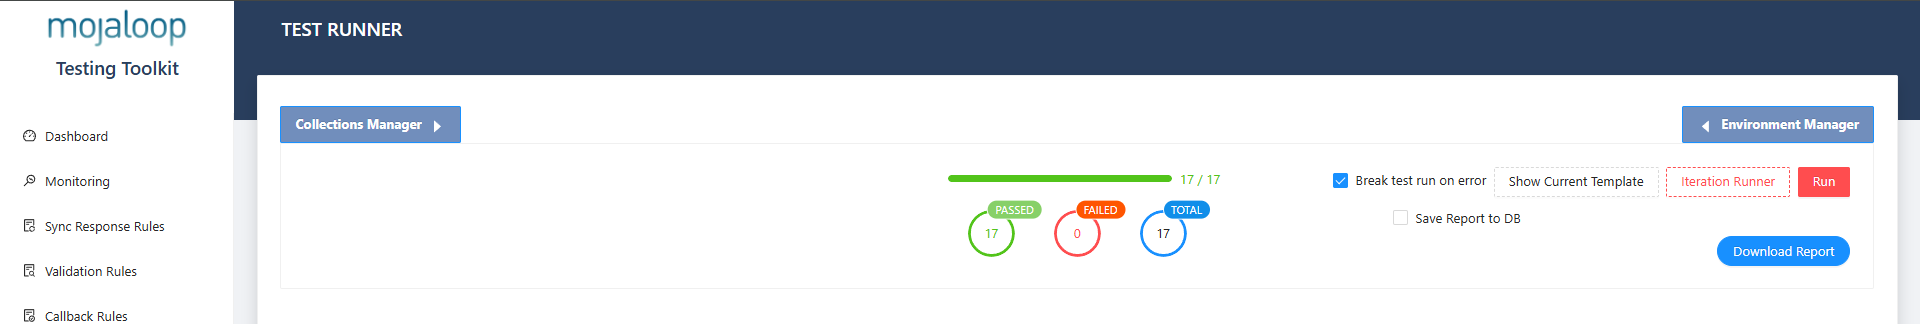 mojaloop
Testing Toolkit
Dashboard
Monitoring
Sync Response Rules
Validation Rules
Callback Rules
TEST RUNNER
Collections Manager
Environment Manager
17 / 17
PASSED
17
FAILED
0
TOTAL
17
Break test run on error
Show Current Template
Iteration Runner
Run
Save Report to DB
Download Report